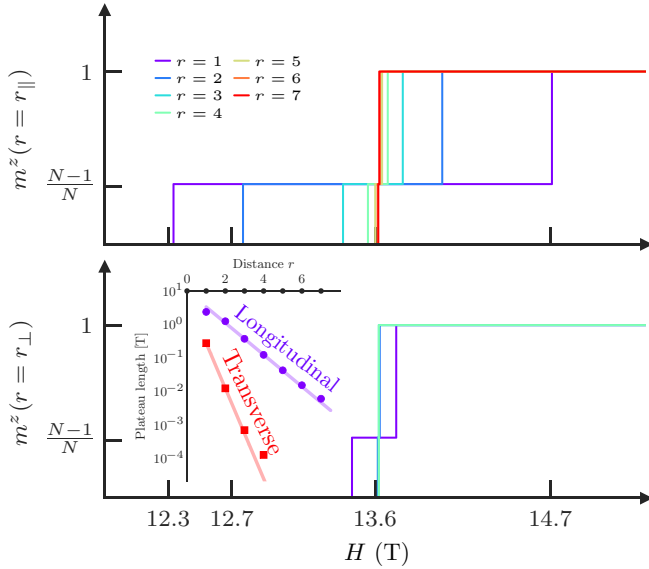 m^z(r = r_∥)
1
N−1
N
r = 1
r = 2
r = 3
r = 4
r = 5
r = 6
r = 7
m^z(r = r_⊥)
1
N−1
N
Distance r
0 2 4 6
Plateau length [T]
10^1
10^0
10^−1
10^−2
10^−3
10^−4
Longitudinal
Transverse
12.3 12.7 13.6 14.7
H (T)